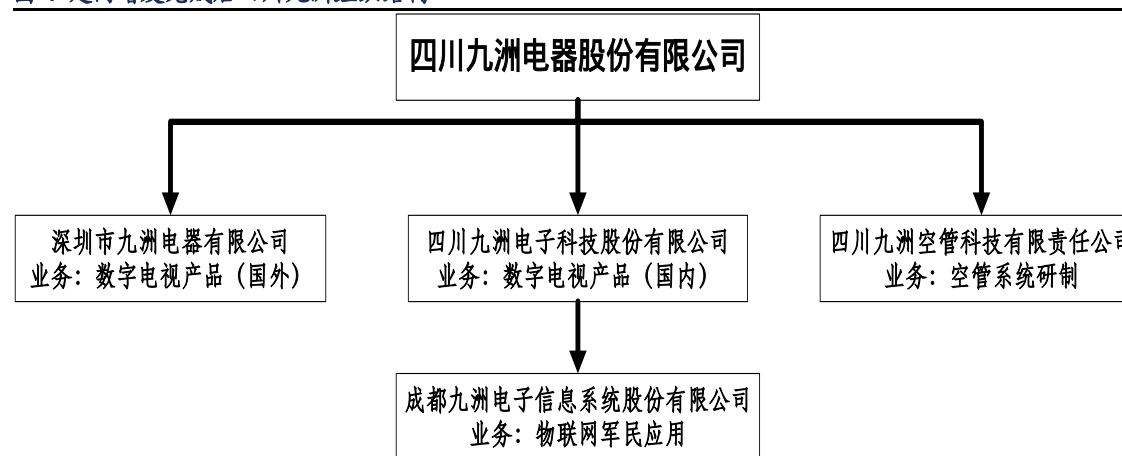 四川九洲电器股份有限公司
深圳市九洲电器有限公司
业务：数字电视产品（国外）
四川九洲电子科技股份有限公司
业务：数字电视产品（国内）
四川九洲空管科技有限责任公司
业务：空管系统研制
成都九洲电子信息系统股份有限公司
业务：物联网军民应用